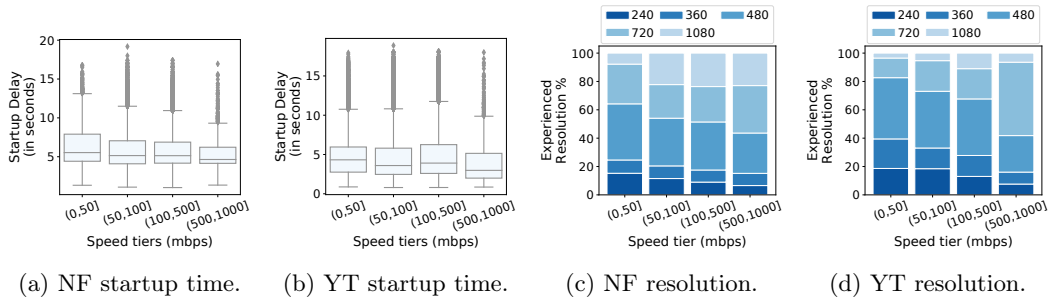 Startup Delay
(in seconds)
20
15
10
5
(0,50]
(50,100]
(100,500]
(500,1000]
Speed tiers (mbps)
(a) NF startup time.
Startup Delay
(in seconds)
15
10
5
0
(0,50]
(50,100]
(100,500]
(500,1000]
Speed tiers (mbps)
(b) YT startup time.
240 360 480
720 1080
Experienced
Resolution %
100
80
60
40
20
0
(0,50]
(50,100]
(100,500]
(500,1000]
Speed tier (mbps)
(c) NF resolution.
240 360 480
720 1080
Experienced
Resolution %
100
80
60
40
20
0
(0,50]
(50,100]
(100,500]
(500,1000]
Speed tier (mbps)
(d) YT resolution.